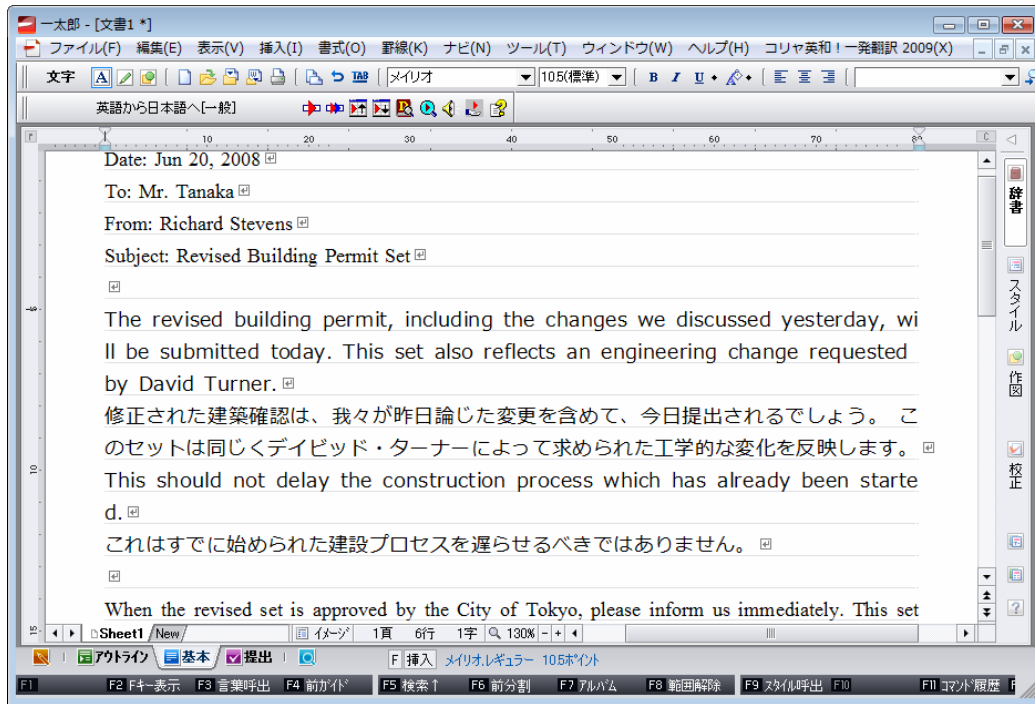 一太郎 - [文書1 *]
ファイル(F) 編集(E) 表示(V) 挿入(I) 書式(O) 罫線(K) ナビ(N) ツール(T) ウィンドウ(W) ヘルプ(H) コリャ英和!一発翻訳 2009(X)
文字 A TAB メイリオ 10.5(標準) B I U
英語から日本語へ[一般]
10 20 30 40 50 60 70 80 C
Date: Jun 20, 2008
To: Mr. Tanaka
From: Richard Stevens
Subject: Revised Building Permit Set
The revised building permit, including the changes we discussed yesterday, wi
ll be submitted today. This set also reflects an engineering change requested
by David Turner.
修正された建築確認は、我々が昨日論じた変更を含めて、今日提出されるでしょう。 こ
のセットは同じくデイビッド・ターナーによって求められた工学的な変化を反映します。
This should not delay the construction process which has already been starte
d.
これはすでに始められた建設プロセスを遅らせるべきではありません。
When the revised set is approved by the City of Tokyo, please inform us immediately. This set
5
10
15
辞書
スタイル
作図
校正
Sheet1 New イメージ 1頁 6行 1字 130% - +
アウトライン 基本 提出
挿入 メイリオ.レギュラー 10.5ポイント
F1 F2 Fキー表示 F3 言葉呼出 F4 前ガイド F5 検索↑ F6 前分割 F7 アルバム F8 範囲解除 F9 スタイル呼出 F10 F11 コマンド履歴